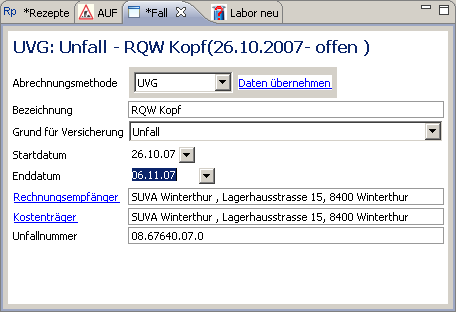 Rp *Rezepte AUF *Fall Labor neu
UVG: Unfall - RQW Kopf(26.10.2007- offen )
Abrechnungsmethode UVG Daten übernehmen
Bezeichnung RQW Kopf
Grund für Versicherung Unfall
Startdatum 26.10.07
Enddatum 06.11.07
Rechnungsempfänger SUVA Winterthur , Lagerhausstrasse 15, 8400 Winterthur
Kostenträger SUVA Winterthur , Lagerhausstrasse 15, 8400 Winterthur
Unfallnummer 08.67640.07.0